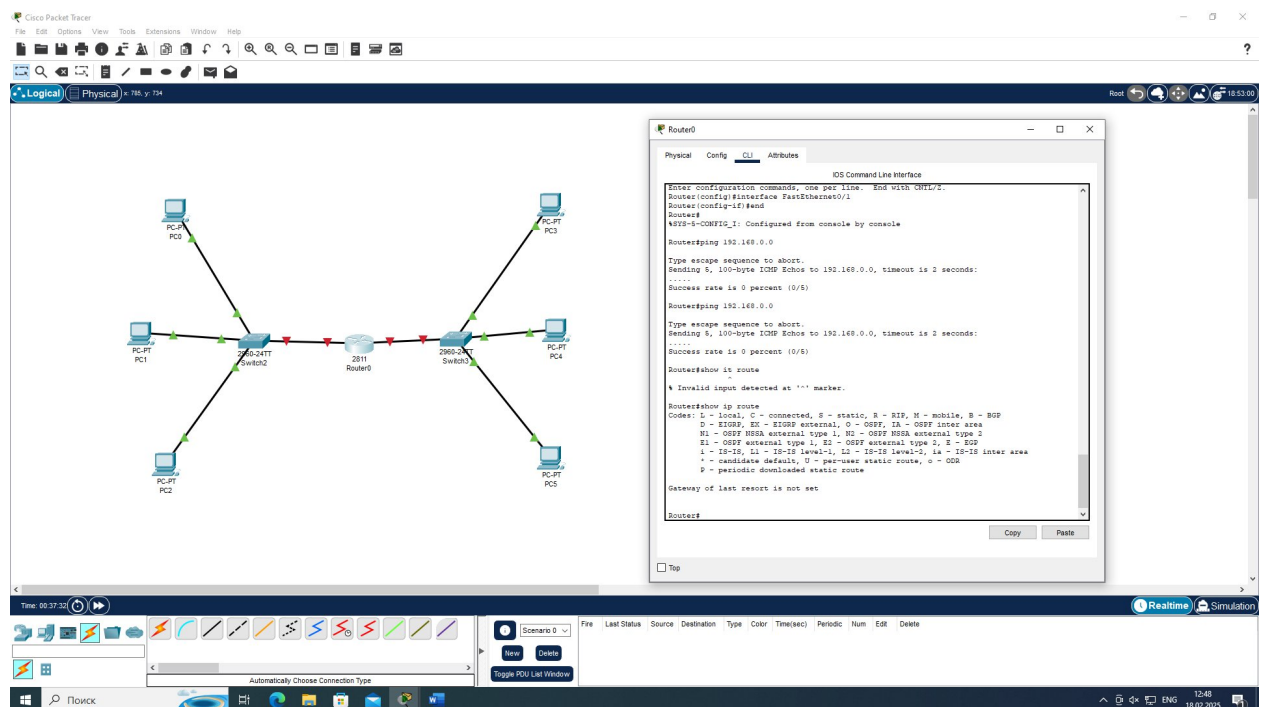 Cisco Packet Tracer
File Edit Options View Tools Extensions Window Help
?
Logical Physical x: 785, y: 734 Root 18:53:00
Router0
Physical Config CLI Attributes
IOS Command Line Interface
Enter configuration commands, one per line. End with CNTL/Z.
Router(config)#interface FastEthernet0/1
Router(config-if)#end
Router#
%SYS-5-CONFIG_I: Configured from console by console
Router#ping 192.168.0.0
Type escape sequence to abort.
Sending 5, 100-byte ICMP Echos to 192.168.0.0, timeout is 2 seconds:
.....
Success rate is 0 percent (0/5)
Router#ping 192.168.0.0
Type escape sequence to abort.
Sending 5, 100-byte ICMP Echos to 192.168.0.0, timeout is 2 seconds:
.....
Success rate is 0 percent (0/5)
Router#show it route
^
% Invalid input detected at '^' marker.
Router#show ip route
Codes: L - local, C - connected, S - static, R - RIP, M - mobile, B - BGP
D - EIGRP, EX - EIGRP external, O - OSPF, IA - OSPF inter area
N1 - OSPF NSSA external type 1, N2 - OSPF NSSA external type 2
E1 - OSPF external type 1, E2 - OSPF external type 2, E - EGP
i - IS-IS, L1 - IS-IS level-1, L2 - IS-IS level-2, ia - IS-IS inter area
* - candidate default, U - per-user static route, o - ODR
P - periodic downloaded static route
Gateway of last resort is not set
Router#
Copy Paste
Top
PC-PT
PC0
PC-PT
PC3
PC-PT
PC1
2960-24TT
Switch2
2811
Router0
2960-24TT
Switch3
PC-PT
PC4
PC-PT
PC2
PC-PT
PC5
Time: 00:37:32 Realtime Simulation
Scenario 0
New Delete
Toggle PDU List Window
Fire Last Status Source Destination Type Color Time(sec) Periodic Num Edit Delete
Automatically Choose Connection Type
Поиск
ENG
12:48
18.02.2025